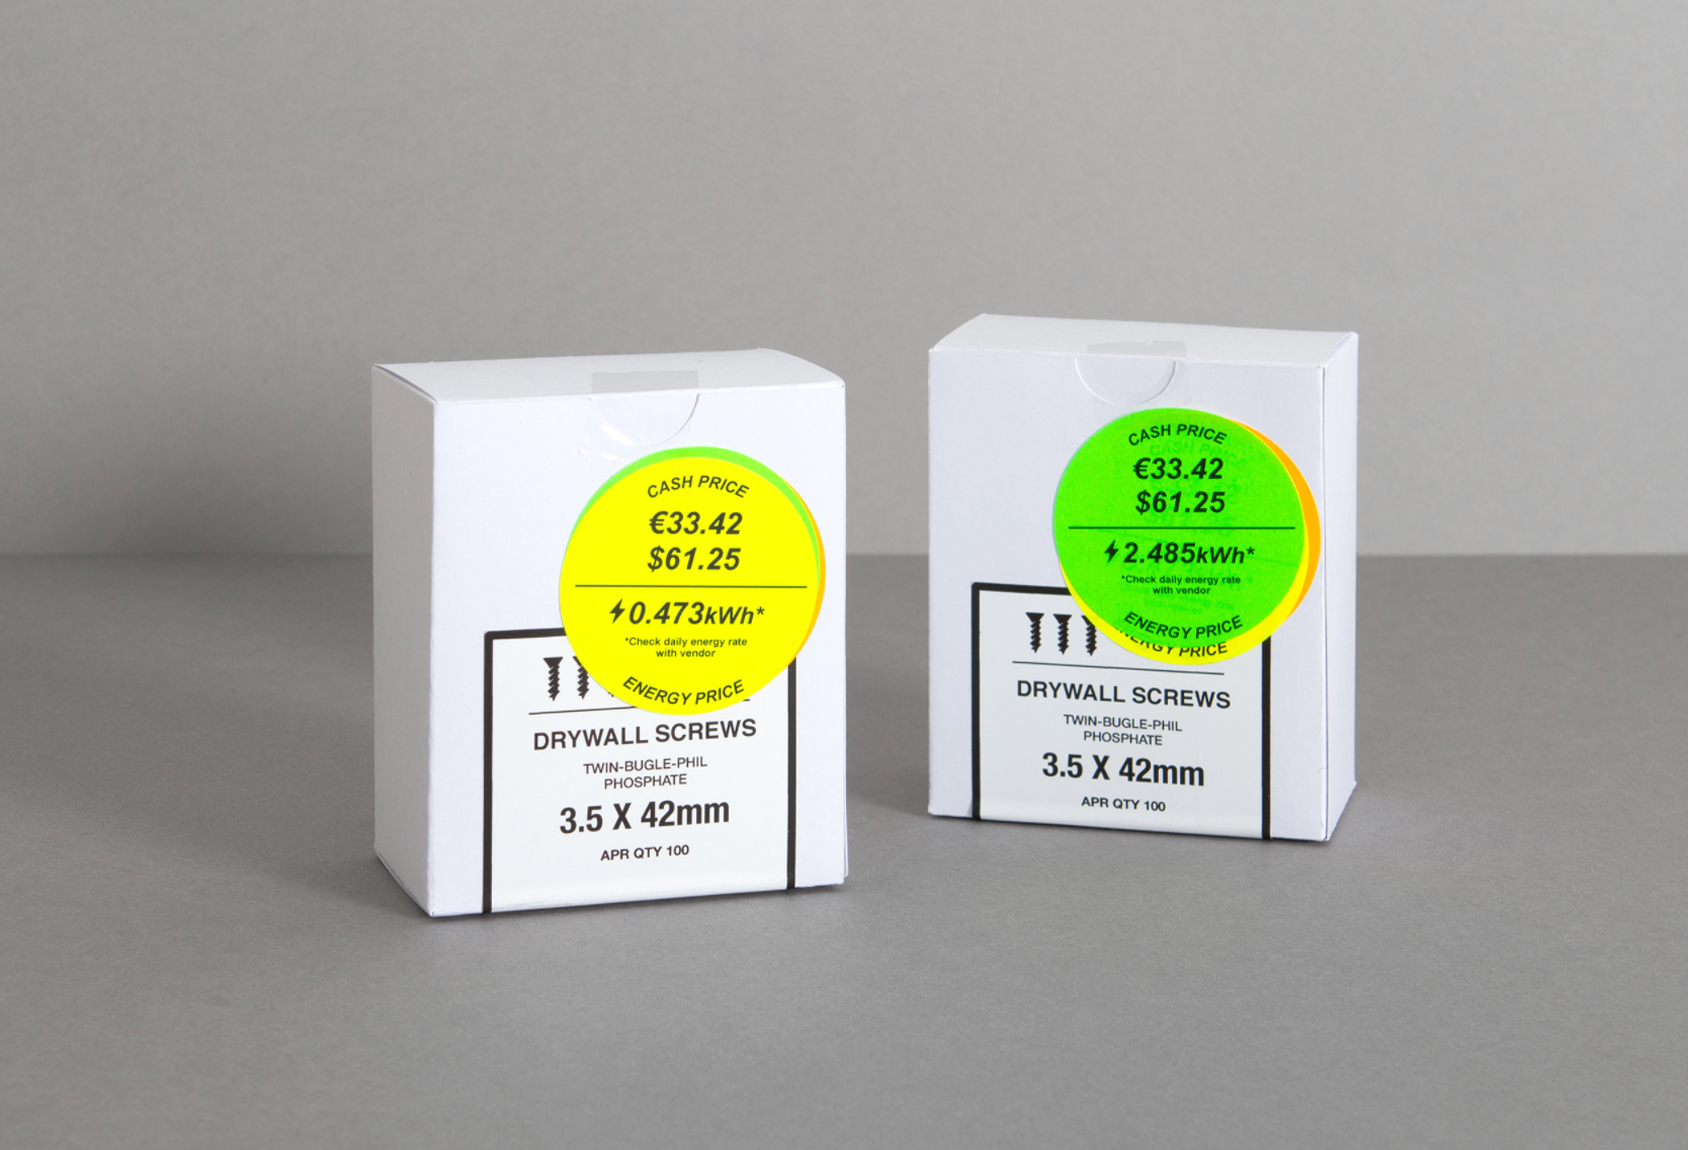 CASH PRICE
€33.42
$61.25
0.473kWh*
*Check daily energy rate
with vendor
ENERGY PRICE
DRYWALL SCREWS
TWIN-BUGLE-PHIL
PHOSPHATE
3.5 X 42mm
APR QTY 100
CASH PRICE
€33.42
$61.25
2.485kWh*
*Check daily energy rate
with vendor
ENERGY PRICE
PRICE
DRYWALL SCREWS
TWIN-BUGLE-PHIL
PHOSPHATE
3.5 X 42mm
APR QTY 100